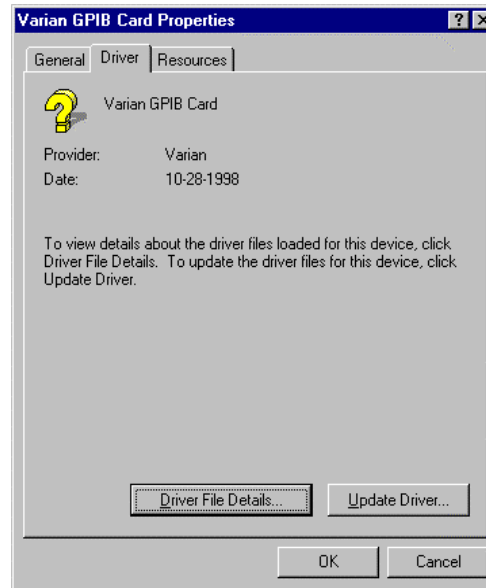 Varian GPIB Card Properties
General Driver Resources
Varian GPIB Card
Provider: Varian
Date: 10-28-1998
To view details about the driver files loaded for this device, click
Driver File Details. To update the driver files for this device, click
Update Driver.
Driver File Details... Update Driver...
OK Cancel